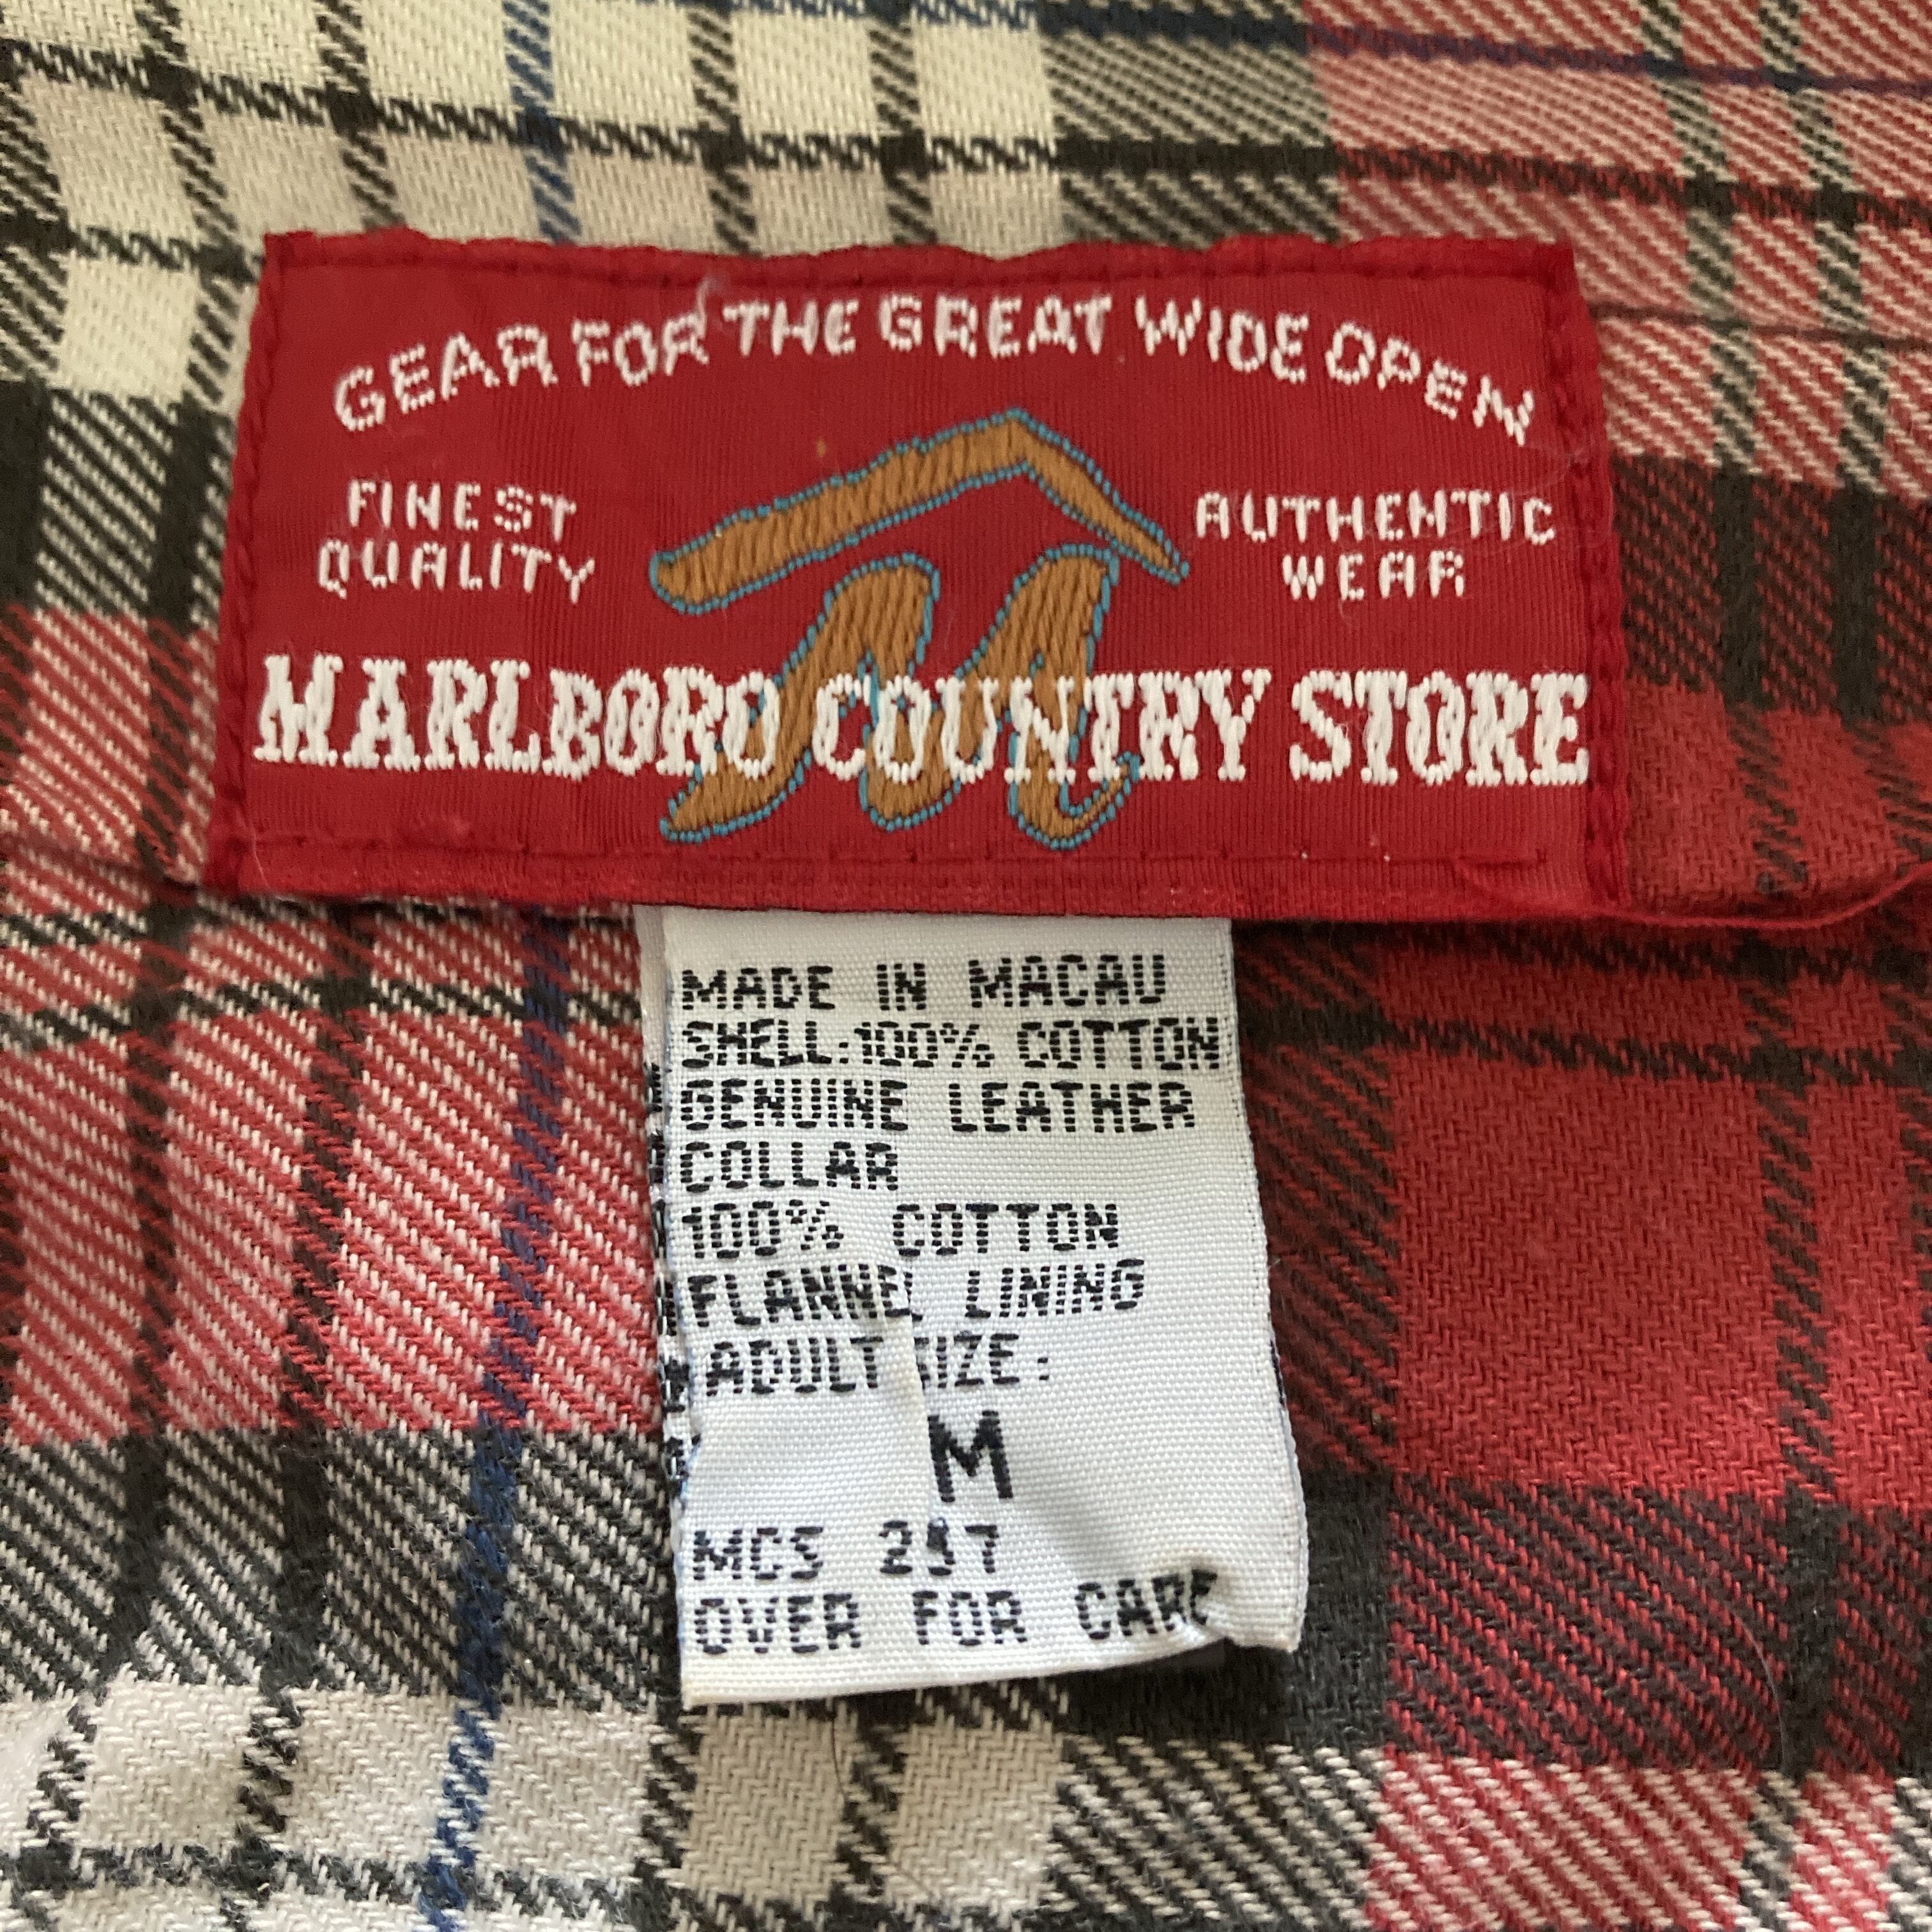 GEAR FOR THE GREAT WIDE OPEN
FINEST
QUALITY
AUTHENTIC
WEAR
MARLBORO COUNTRY STORE
MADE IN MACAU
SHELL:100% COTTON
GENUINE LEATHER
COLLAR
100% COTTON
FLANNEL LINING
ADULT SIZE:
M
MCS 257
OVER FOR CARE